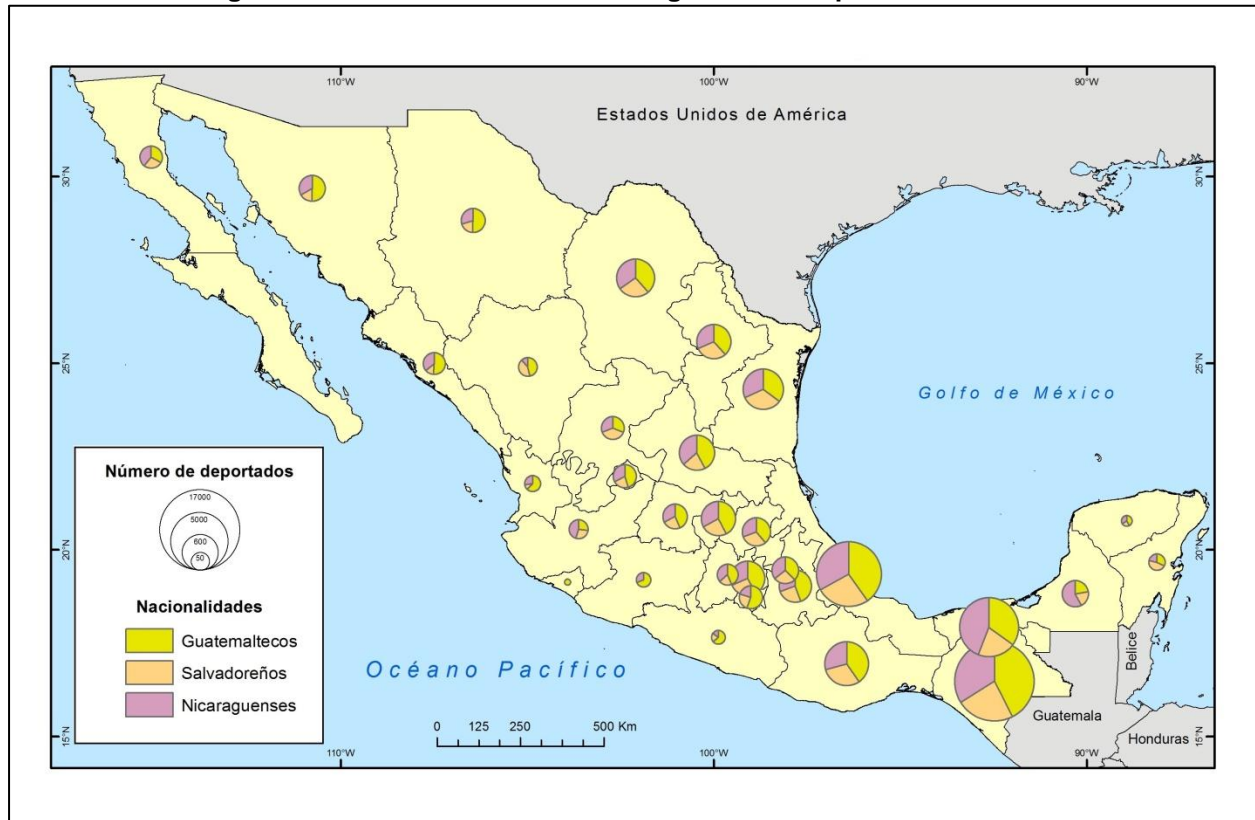 110°W
100°W
90°W
Estados Unidos de América
30°N
30°N
25°N
25°N
Golfo de México
Número de deportados
17000
5000
600
50
20°N
20°N
Nacionalidades
Guatemaltecos
Salvadoreños
Nicaraguenses
Océano Pacífico
Belice
0 125 250 500 Km
Guatemala
Honduras
15°N
15°N
110°W
100°W
90°W